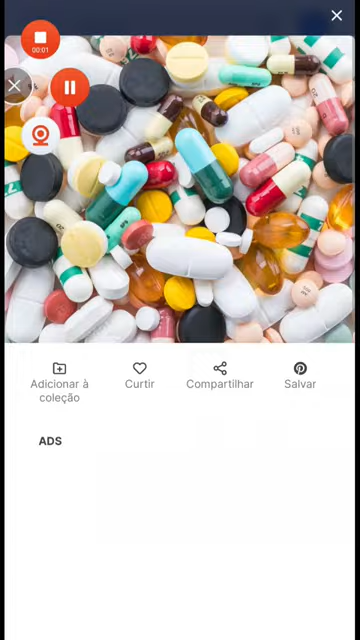 00:01
Adicionar à
coleção
Curtir
Compartilhar
Salvar
ADS